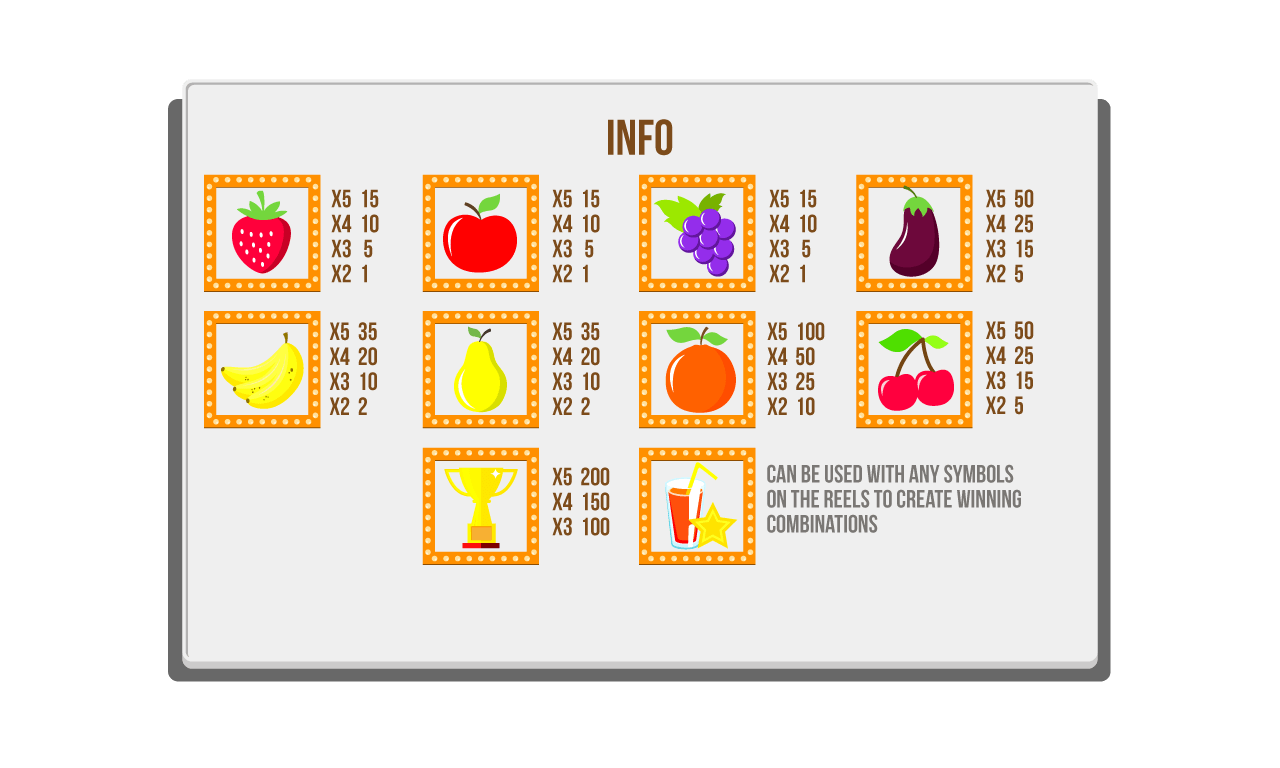 INFO
X5 15
X4 10
X3 5
X2 1
X5 15
X4 10
X3 5
X2 1
X5 15
X4 10
X3 5
X2 1
X5 50
X4 25
X3 15
X2 5
X5 35
X4 20
X3 10
X2 2
X5 35
X4 20
X3 10
X2 2
X5 100
X4 50
X3 25
X2 10
X5 50
X4 25
X3 15
X2 5
X5 200
X4 150
X3 100
CAN BE USED WITH ANY SYMBOLS
ON THE REELS TO CREATE WINNING
COMBINATIONS